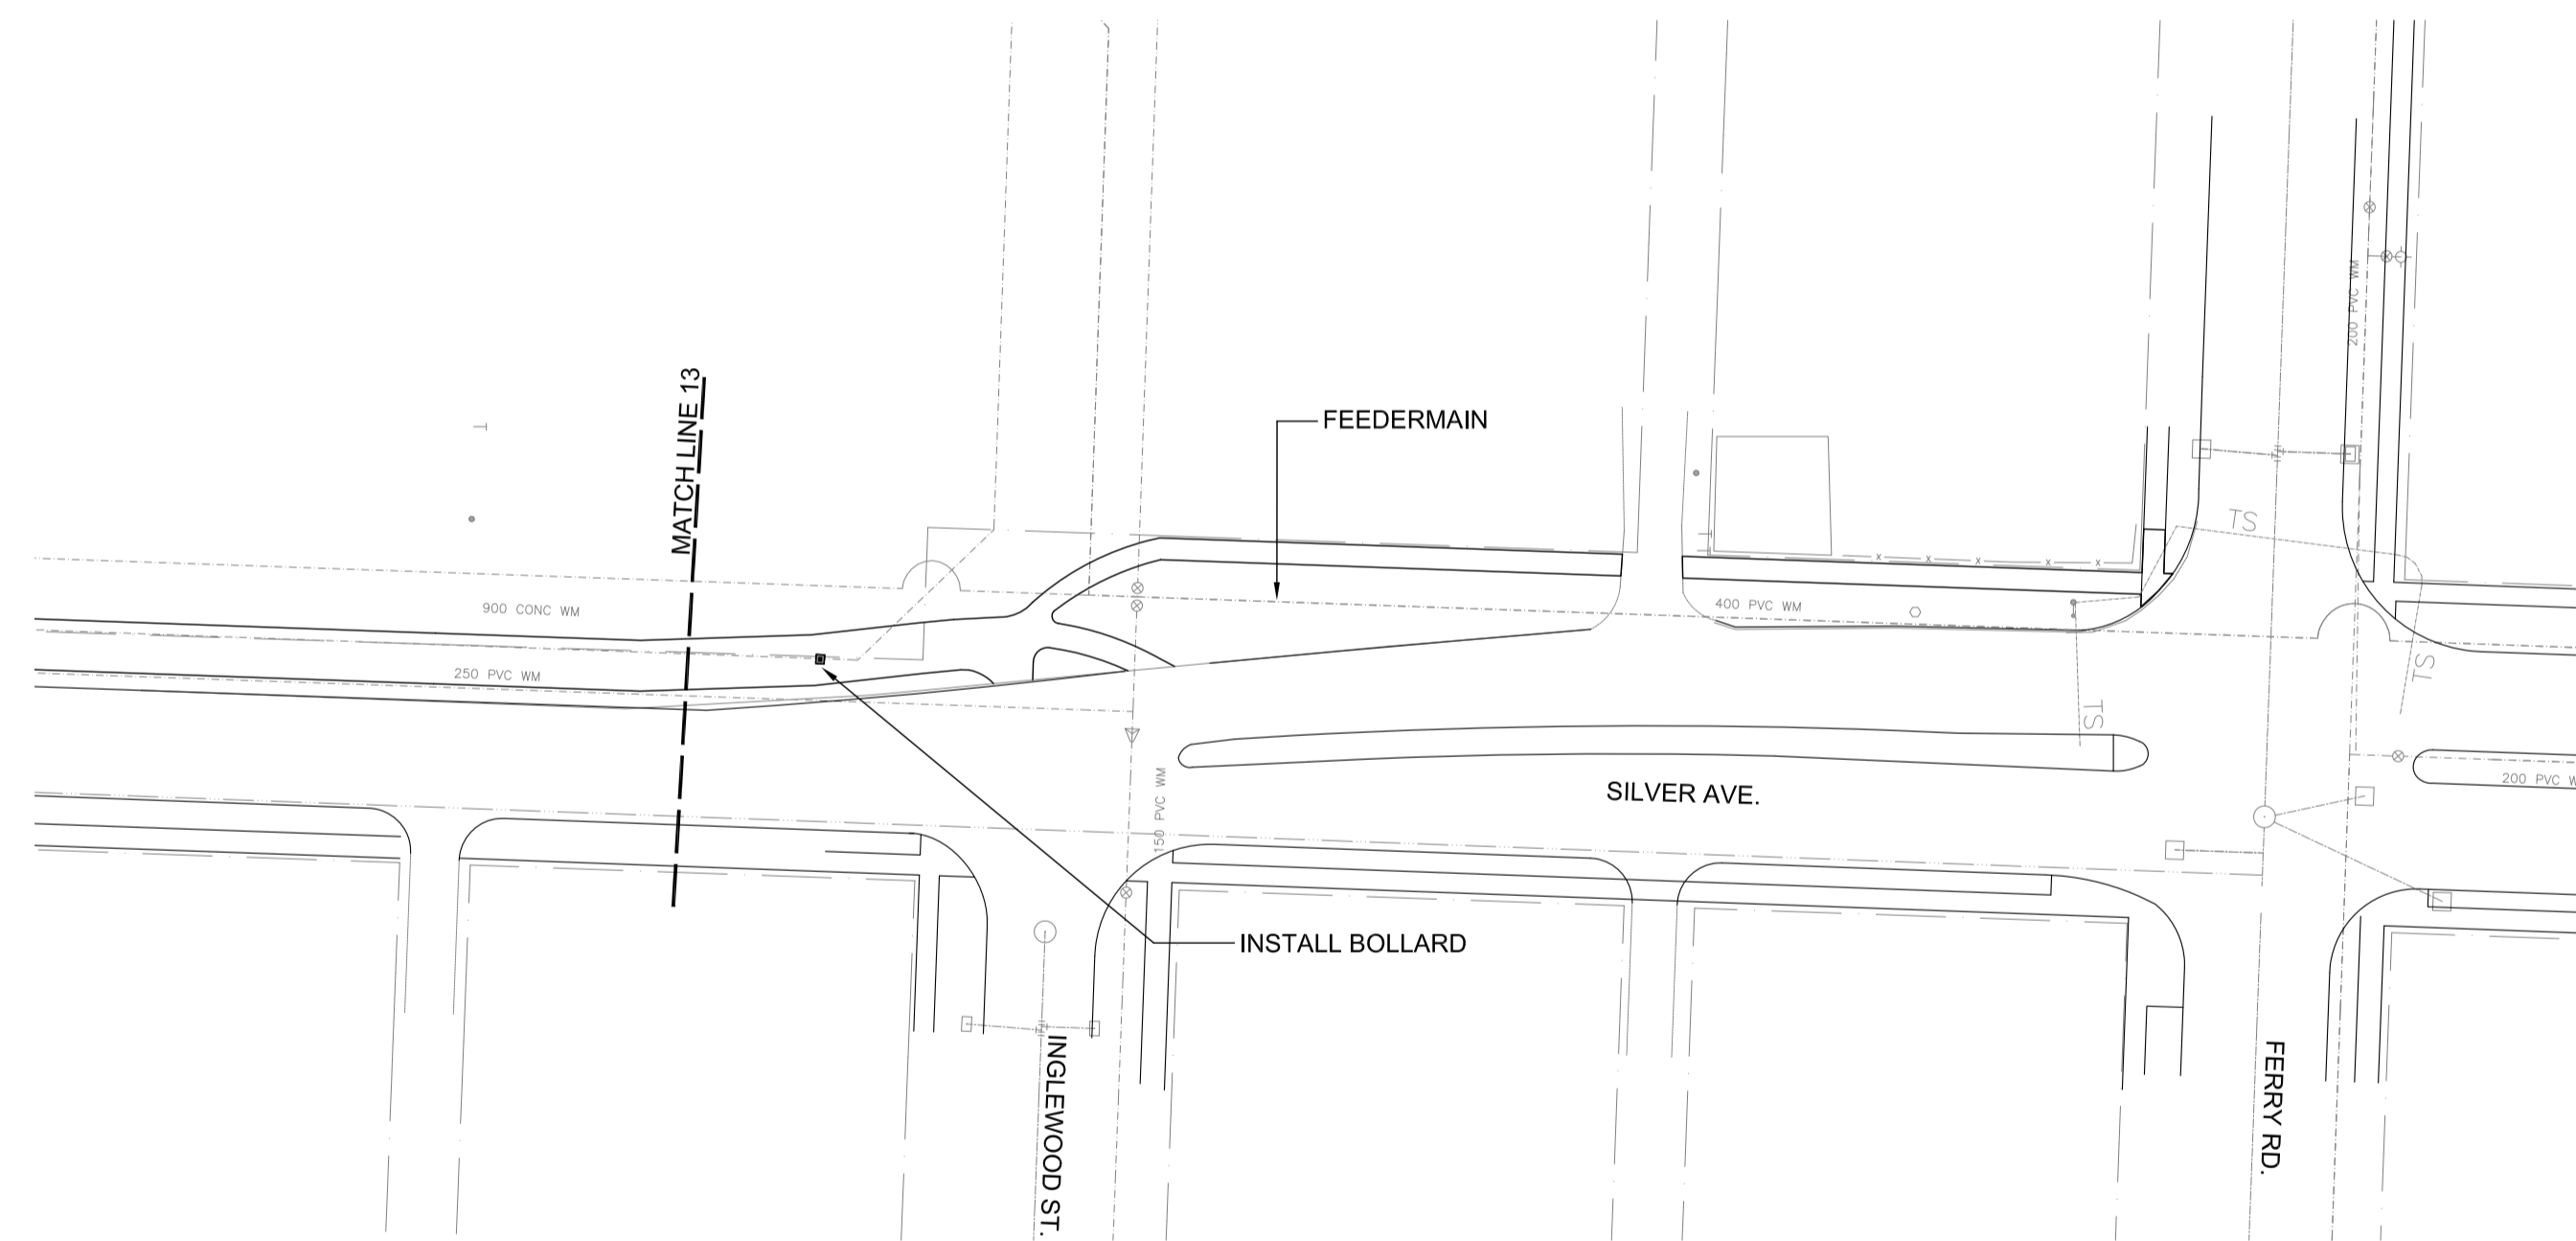 200 PVC WM
MATCH LINE 13
FEEDERMAIN
TS
900 CONC WM
400 PVC WM
250 PVC WM
TS
TS
SILVER AVE.
200 PVC W
150 PVC WM
INSTALL BOLLARD
INGLEWOOD ST.
FERRY RD.